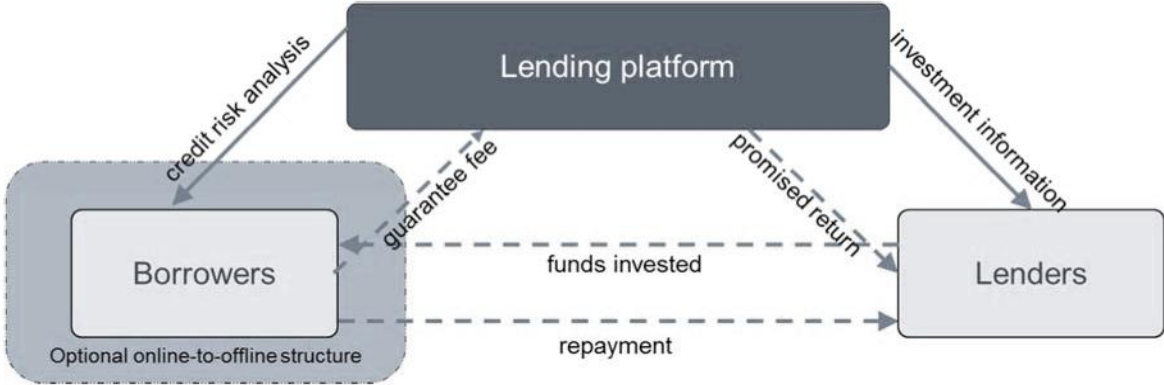 Lending platform
credit risk analysis
investment information
guarantee fee
promised return
Borrowers
funds invested
Lenders
repayment
Optional online-to-offline structure